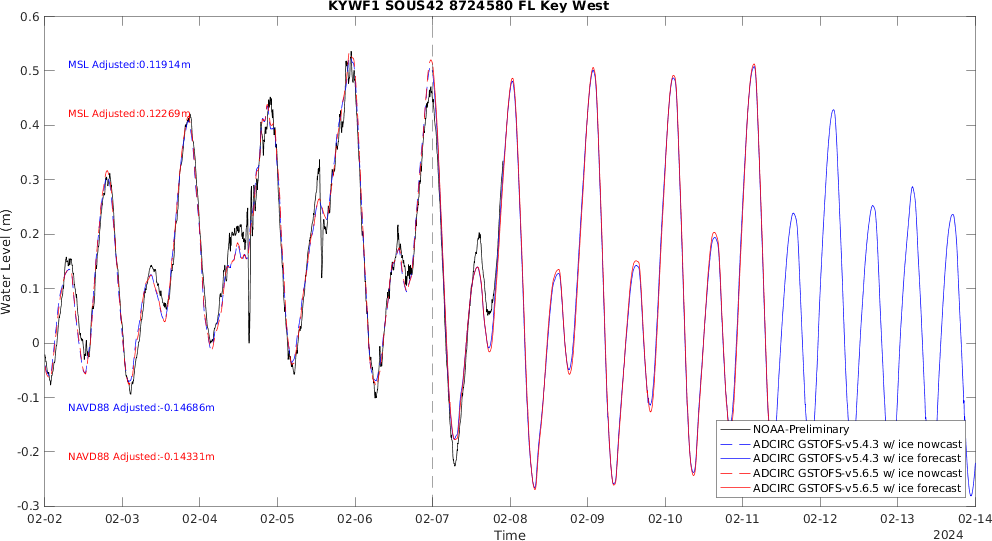 KYWF1 SOUS42 8724580 FL Key West
0.6
0.5
0.4
0.3
0.2
0.1
0
-0.1
-0.2
-0.3
Water Level (m)
MSL Adjusted:0.11914m
MSL Adjusted:0.12269m
NAVD88 Adjusted:-0.14686m
NAVD88 Adjusted:-0.14331m
NOAA-Preliminary
ADCIRC GSTOFS-v5.4.3 w/ ice nowcast
ADCIRC GSTOFS-v5.4.3 w/ ice forecast
ADCIRC GSTOFS-v5.6.5 w/ ice nowcast
ADCIRC GSTOFS-v5.6.5 w/ ice forecast
02-02 02-03 02-04 02-05 02-06 02-07 02-08 02-09 02-10 02-11 02-12 02-13 02-14
Time
2024